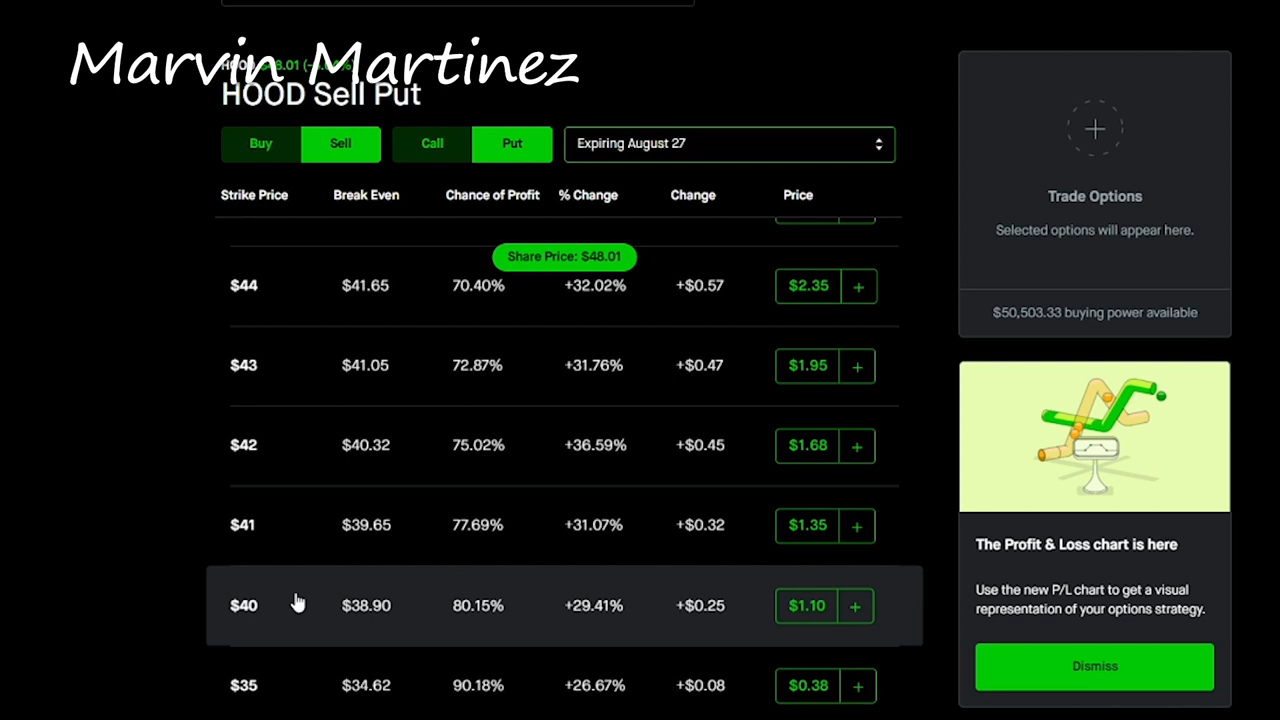 Marvin Martinez
HOOD Sell Put
Buy Sell Call Put Expiring August 27
Strike Price Break Even Chance of Profit % Change Change Price
Share Price: $48.01
$44 $41.65 70.40% +32.02% +$0.57 $2.35 +
$43 $41.05 72.87% +31.76% +$0.47 $1.95 +
$42 $40.32 75.02% +36.59% +$0.45 $1.68 +
$41 $39.65 77.69% +31.07% +$0.32 $1.35 +
$40 $38.90 80.15% +29.41% +$0.25 $1.10 +
$35 $34.62 90.18% +26.67% +$0.08 $0.38 +
Trade Options
Selected options will appear here.
$50,503.33 buying power available
The Profit & Loss chart is here
Use the new P/L chart to get a visual
representation of your options strategy.
Dismiss